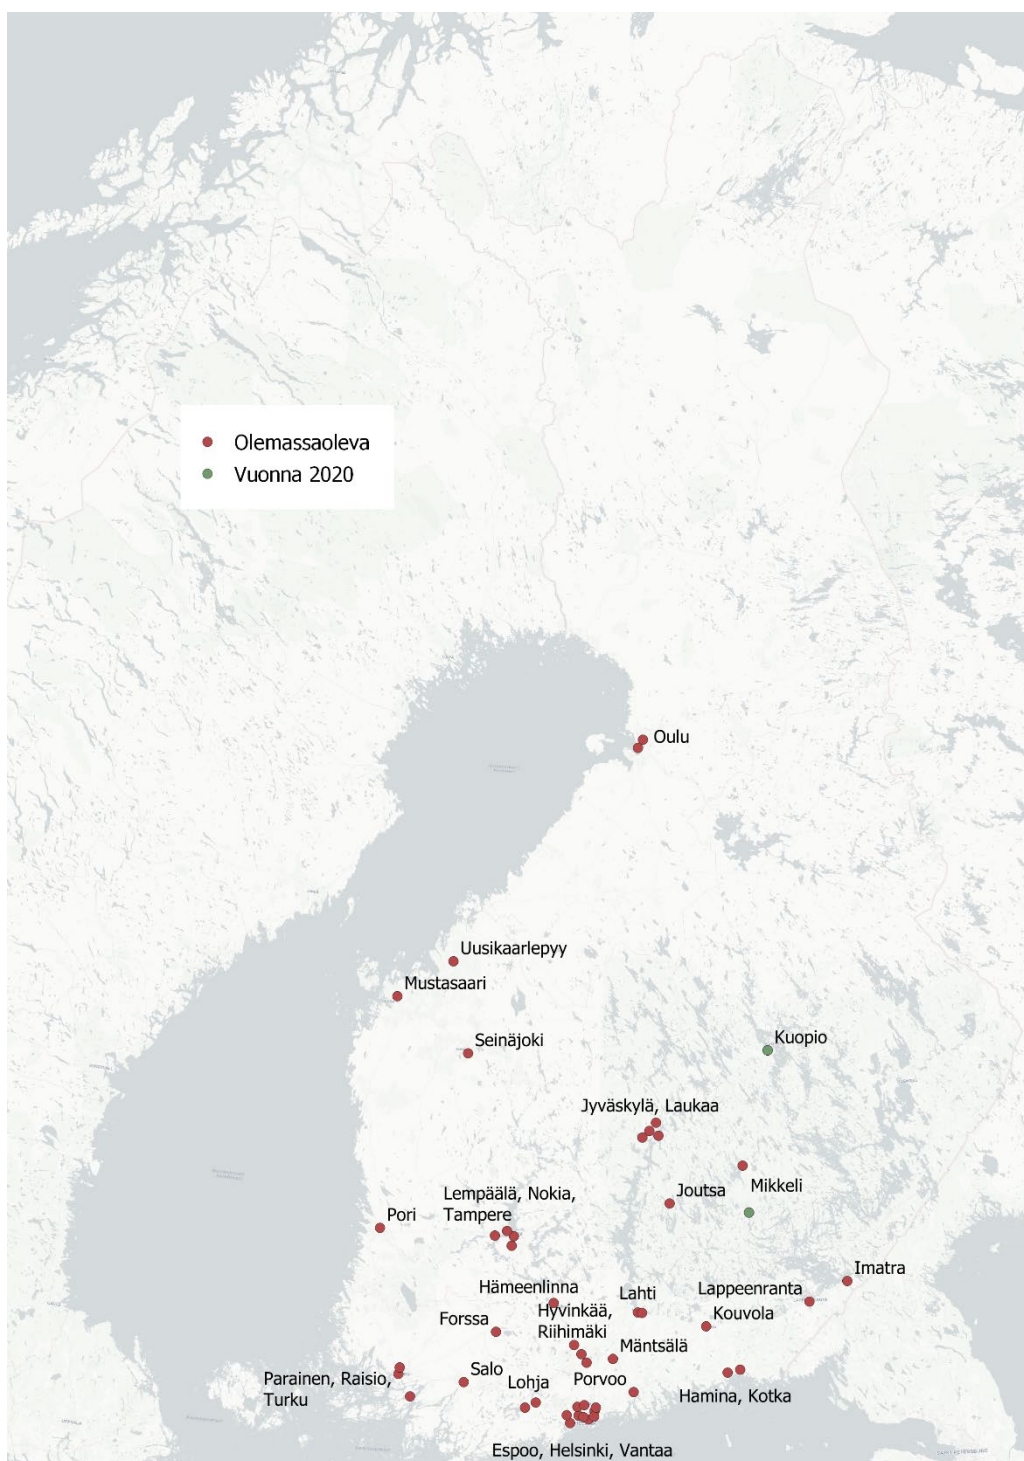 Olemassaoleva
Vuonna 2020
Oulu
Uusikaarlepyy
Mustasaari
Seinäjoki
Kuopio
Jyväskylä, Laukaa
Mikkeli
Joutsa
Lempäälä, Nokia,
Tampere
Pori
Imatra
Hämeenlinna
Lahti
Lappeenranta
Hyvinkää,
Riihimäki
Kouvola
Forssa
Mäntsälä
Parainen, Raisio,
Turku
Salo
Lohja
Porvoo
Hamina, Kotka
Espoo, Helsinki, Vantaa